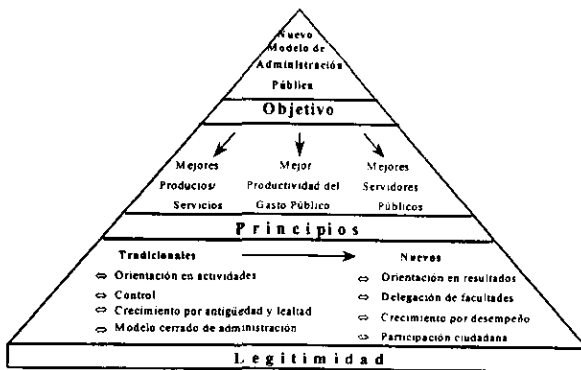 Nuevo
Modelo de
Administración
Pública
Objetivo
Mejores
Productos/
Servicios
Mejor
Productividad del
Gasto Público
Mejores
Servidores
Públicos
Principios
Tradicionales
⇔ Orientación en actividades
⇔ Control
⇔ Crecimiento por antigüedad y lealtad
⇔ Modelo cerrado de administración
Nuevos
⇔ Orientación en resultados
⇔ Delegación de facultades
⇔ Crecimiento por desempeño
⇔ Participación ciudadana
Legitimidad